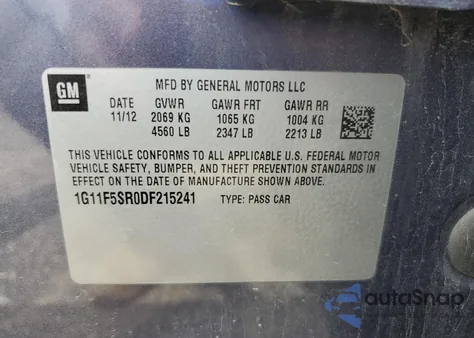 GM
MFD BY GENERAL MOTORS LLC
DATE GVWR GAWR FRT GAWR RR
11/12 2069 KG 1065 KG 1004 KG
4560 LB 2347 LB 2213 LB
THIS VEHICLE CONFORMS TO ALL APPLICABLE U.S. FEDERAL MOTOR
VEHICLE SAFETY, BUMPER, AND THEFT PREVENTION STANDARDS IN
EFFECT ON THE DATE OF MANUFACTURE SHOWN ABOVE.
1G11F5SR0DF215241 TYPE: PASS CAR
autoSnap